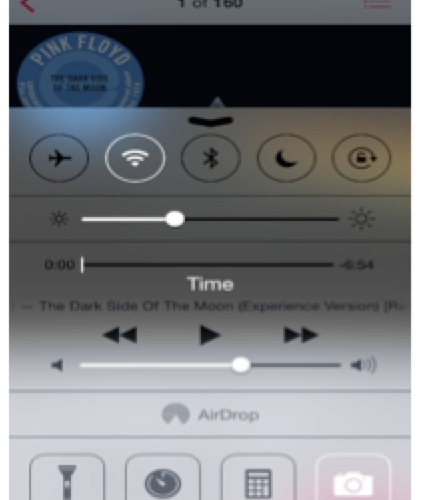 1 of 160
PINK FLOYD
THE DARK SIDE
OF THE MOON
0:00
-6:54
Time
— The Dark Side Of The Moon (Experience Version) [Re
AirDrop